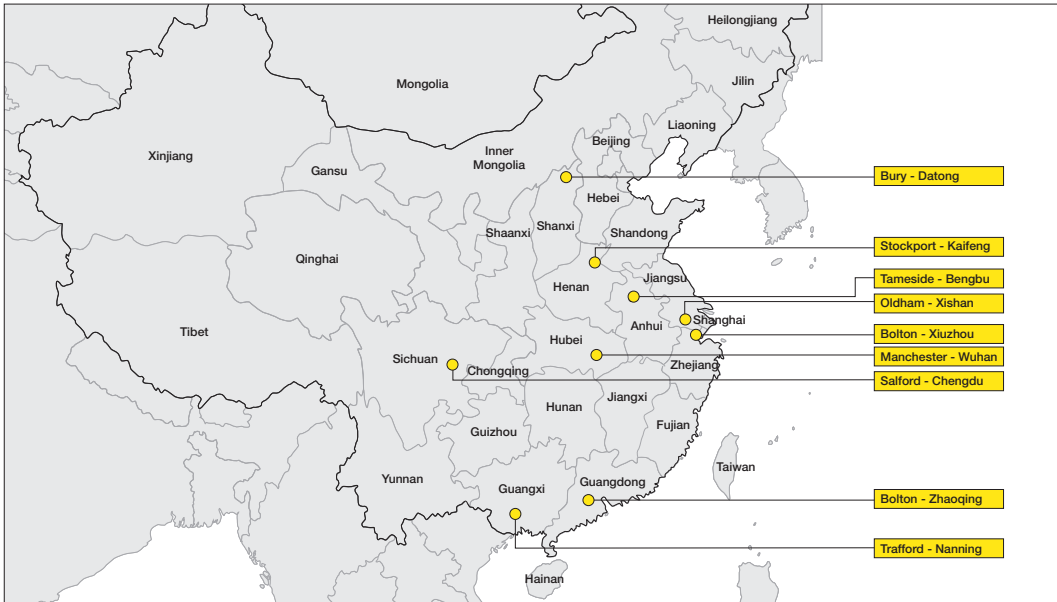 Heilongjiang
Jilin
Mongolia
Liaoning
Beijing
Inner
Mongolia
Xinjiang
Gansu
Bury - Datong
Hebei
Shanxi
Shaanxi
Shandong
Stockport - Kaifeng
Qinghai
Jiangsu
Tameside - Bengbu
Henan
Oldham - Xishan
Shanghai
Anhui
Tibet
Bolton - Xiuzhou
Hubei
Manchester - Wuhan
Sichuan
Zhejiang
Chongqing
Salford - Chengdu
Jiangxi
Hunan
Fujian
Guizhou
Taiwan
Yunnan
Guangdong
Guangxi
Bolton - Zhaoqing
Trafford - Nanning
Hainan